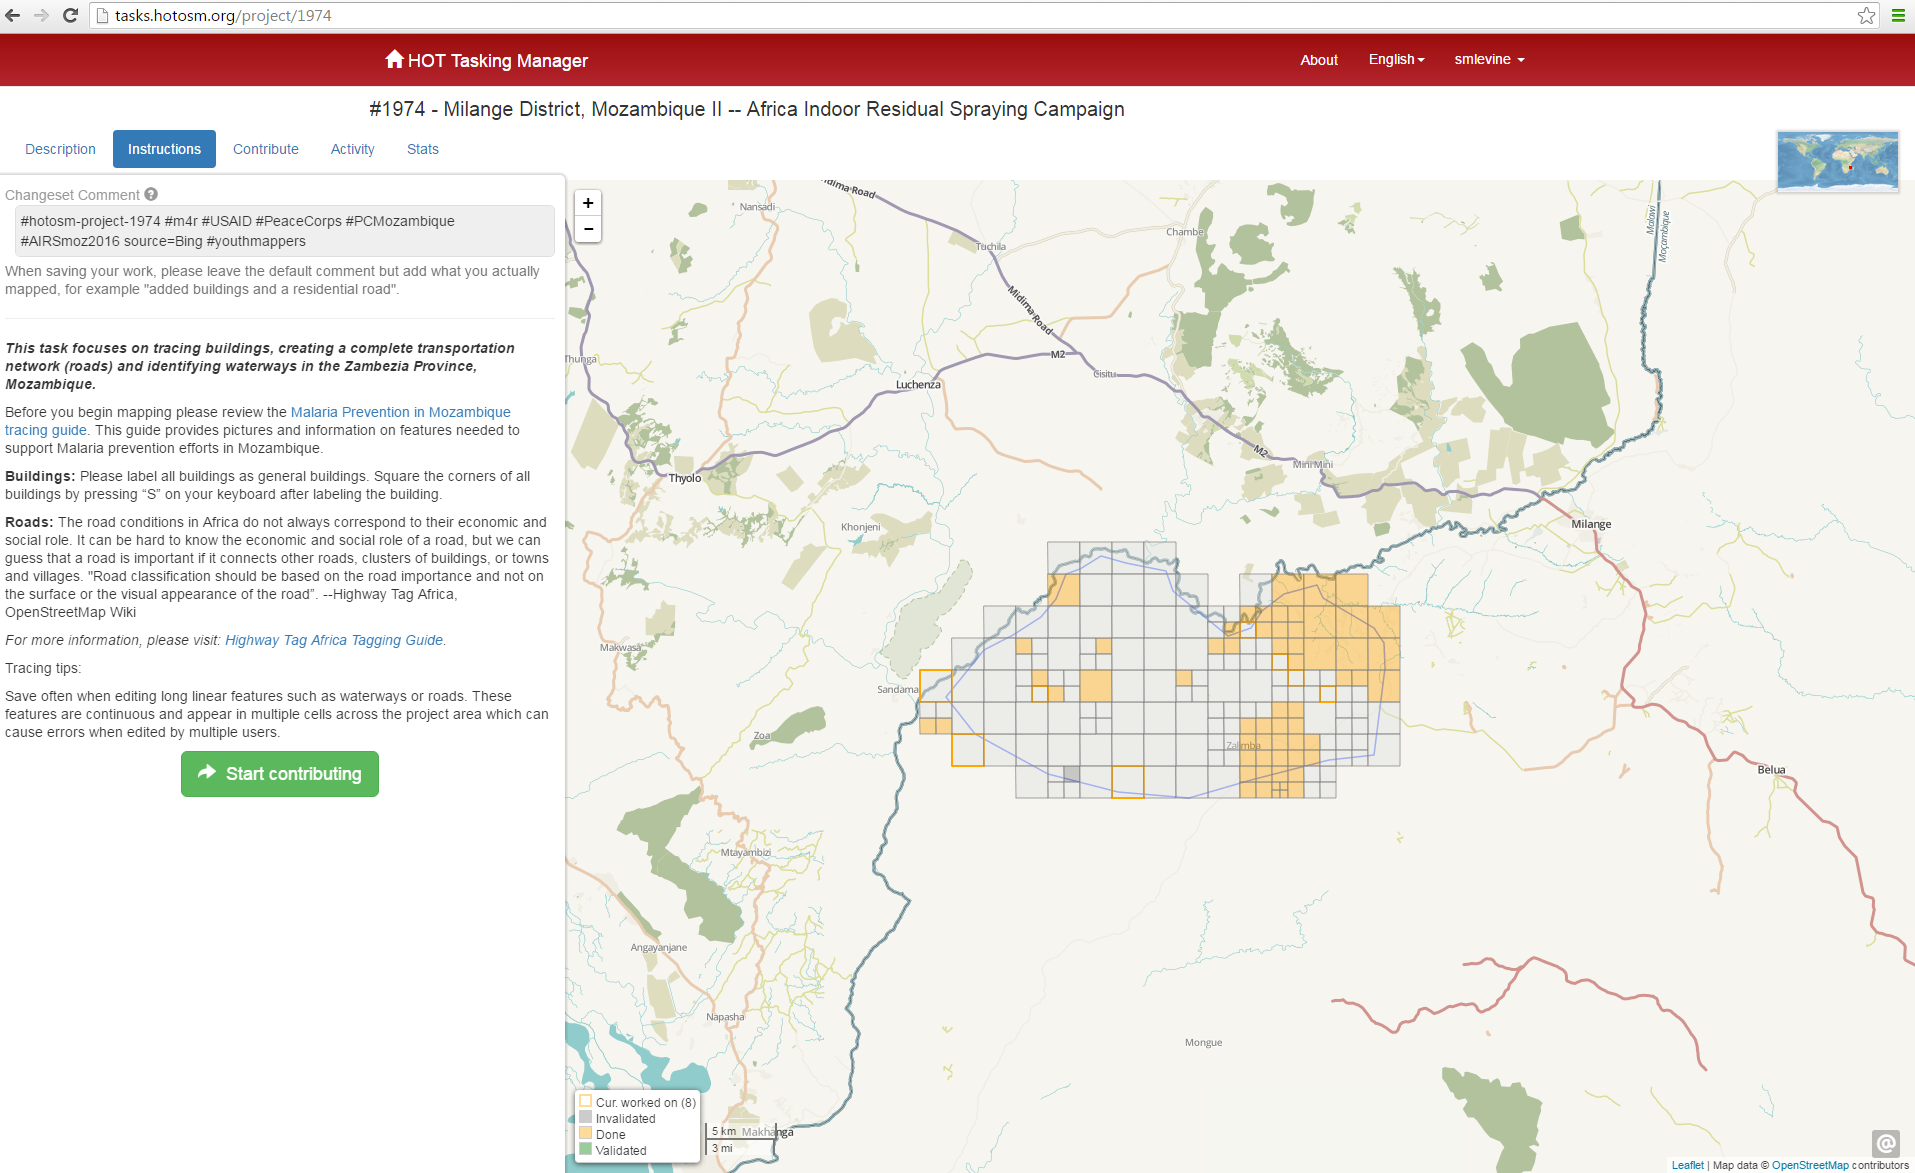 tasks.hotosm.org/project/1974
HOT Tasking Manager
About
English
smlevine
#1974 - Milange District, Mozambique II -- Africa Indoor Residual Spraying Campaign
Description
Instructions
Contribute
Activity
Stats
Changeset Comment ?
#hotosm-project-1974 #m4r #USAID #PeaceCorps #PCMozambique
#AIRSmoz2016 source=Bing #youthmappers
When saving your work, please leave the default comment but add what you actually
mapped, for example "added buildings and a residential road".
This task focuses on tracing buildings, creating a complete transportation
network (roads) and identifying waterways in the Zambezia Province,
Mozambique.
Before you begin mapping please review the Malaria Prevention in Mozambique
tracing guide. This guide provides pictures and information on features needed to
support Malaria prevention efforts in Mozambique.
Buildings: Please label all buildings as general buildings. Square the corners of all
buildings by pressing “S” on your keyboard after labeling the building.
Roads: The road conditions in Africa do not always correspond to their economic and
social role. It can be hard to know the economic and social role of a road, but we can
guess that a road is important if it connects other roads, clusters of buildings, or towns
and villages. "Road classification should be based on the road importance and not on
the surface or the visual appearance of the road”. --Highway Tag Africa,
OpenStreetMap Wiki
For more information, please visit: Highway Tag Africa Tagging Guide.
Tracing tips:
Save often when editing long linear features such as waterways or roads. These
features are continuous and appear in multiple cells across the project area which can
cause errors when edited by multiple users.
Start contributing
+
-
Midima Road
Nansadi
Tuchila
Chambe
Malawi
Moçambique
Midima Road
Thunga
M2
Cisitu
Luchenza
M2
Mini Mini
Thyolo
Khonjeni
Milange
Makwasa
Sandama
Zoa
Zalimba
Belua
Mtayambizi
Angayanjane
Napasha
Mongue
Makhanga
Cur. worked on (8)
Invalidated
Done
Validated
5 km
3 mi
@
Leaflet | Map data © OpenStreetMap contributors